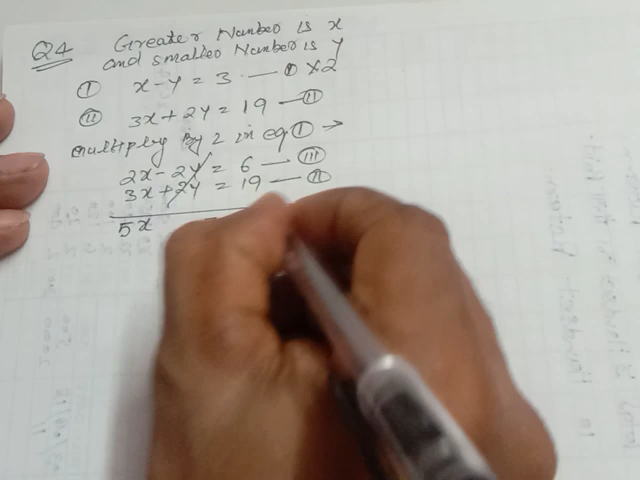 Q4 Greater Number is x
and smaller Number is y
I x - y = 3 — I × 2
II 3x + 2y = 19 — II
multiply by 2 in eq I →
2x - 2y = 6 — III
3x + 2y = 19 — II
5x